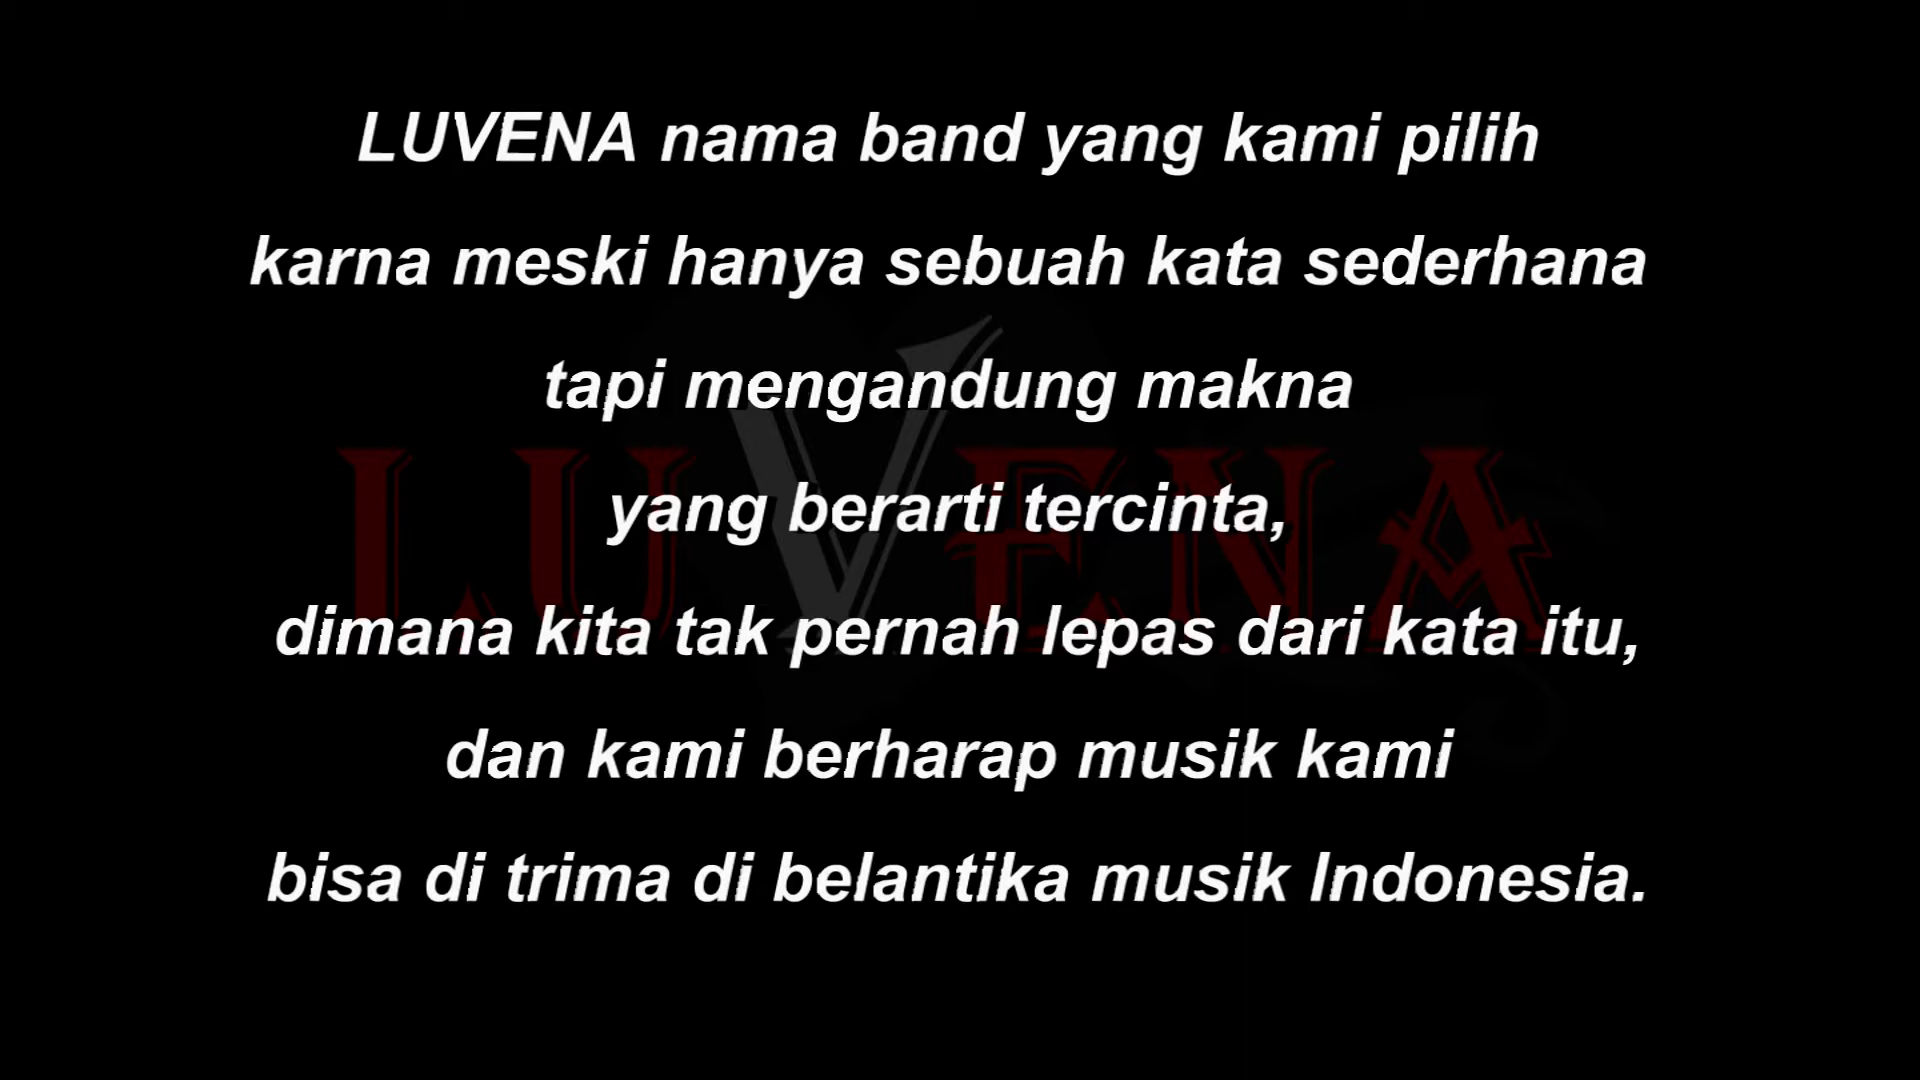 LUVENA nama band yang kami pilih
karna meski hanya sebuah kata sederhana
tapi mengandung makna
yang berarti tercinta,
LUVENA
dimana kita tak pernah lepas dari kata itu,
dan kami berharap musik kami
bisa di trima di belantika musik Indonesia.